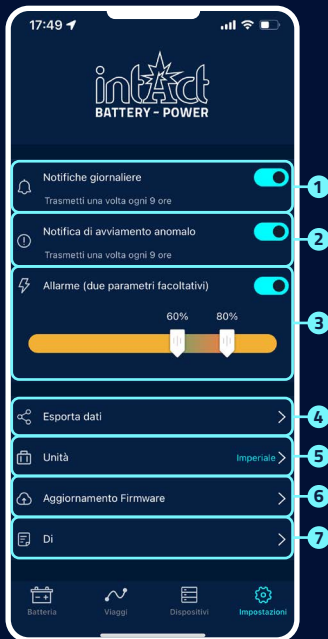 17:49
intAct
BATTERY - POWER
Notifiche giornaliere
Trasmetti una volta ogni 9 ore
1
Notifica di avviamento anomalo
Trasmetti una volta ogni 9 ore
2
Allarme (due parametri facoltativi)
60% 80%
3
Esporta dati
4
Unità Imperiale
5
Aggiornamento Firmware
6
Di
7
Batteria Viaggi Dispositivi Impostazioni